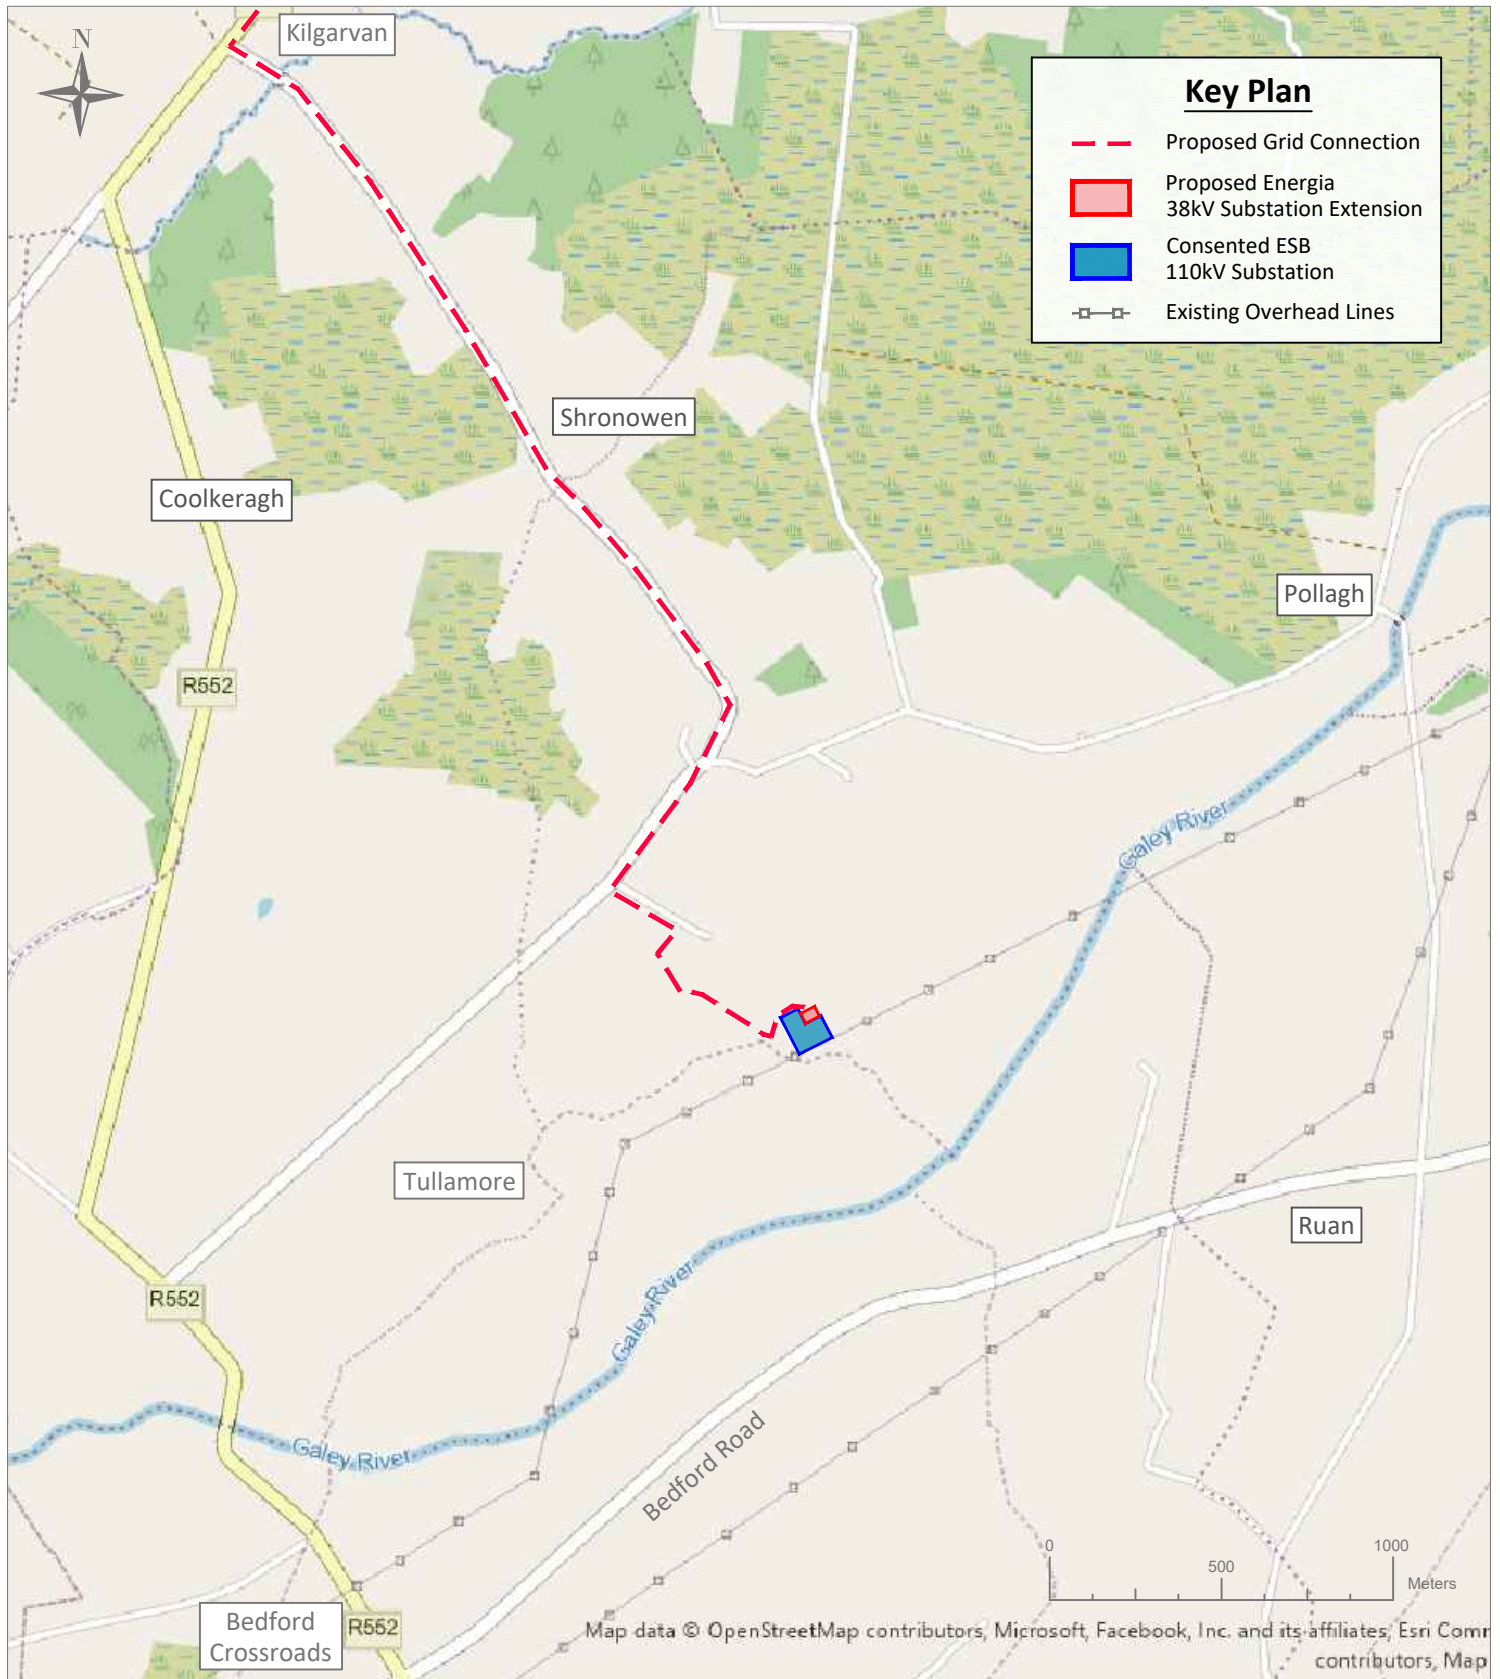 Kilgarvan
N
Key Plan
Proposed Grid Connection
Proposed Energia
38kV Substation Extension
Consented ESB
110kV Substation
Existing Overhead Lines
Shronowen
Coolkeragh
Pollagh
R552
Galey River
Tullamore
Ruan
R552
Galey River
Galey River
Bedford Road
0
500
1000
Meters
Bedford
Crossroads
R552
Map data © OpenStreetMap contributors, Microsoft, Facebook, Inc. and its affiliates, Esri Comm
contributors, Map